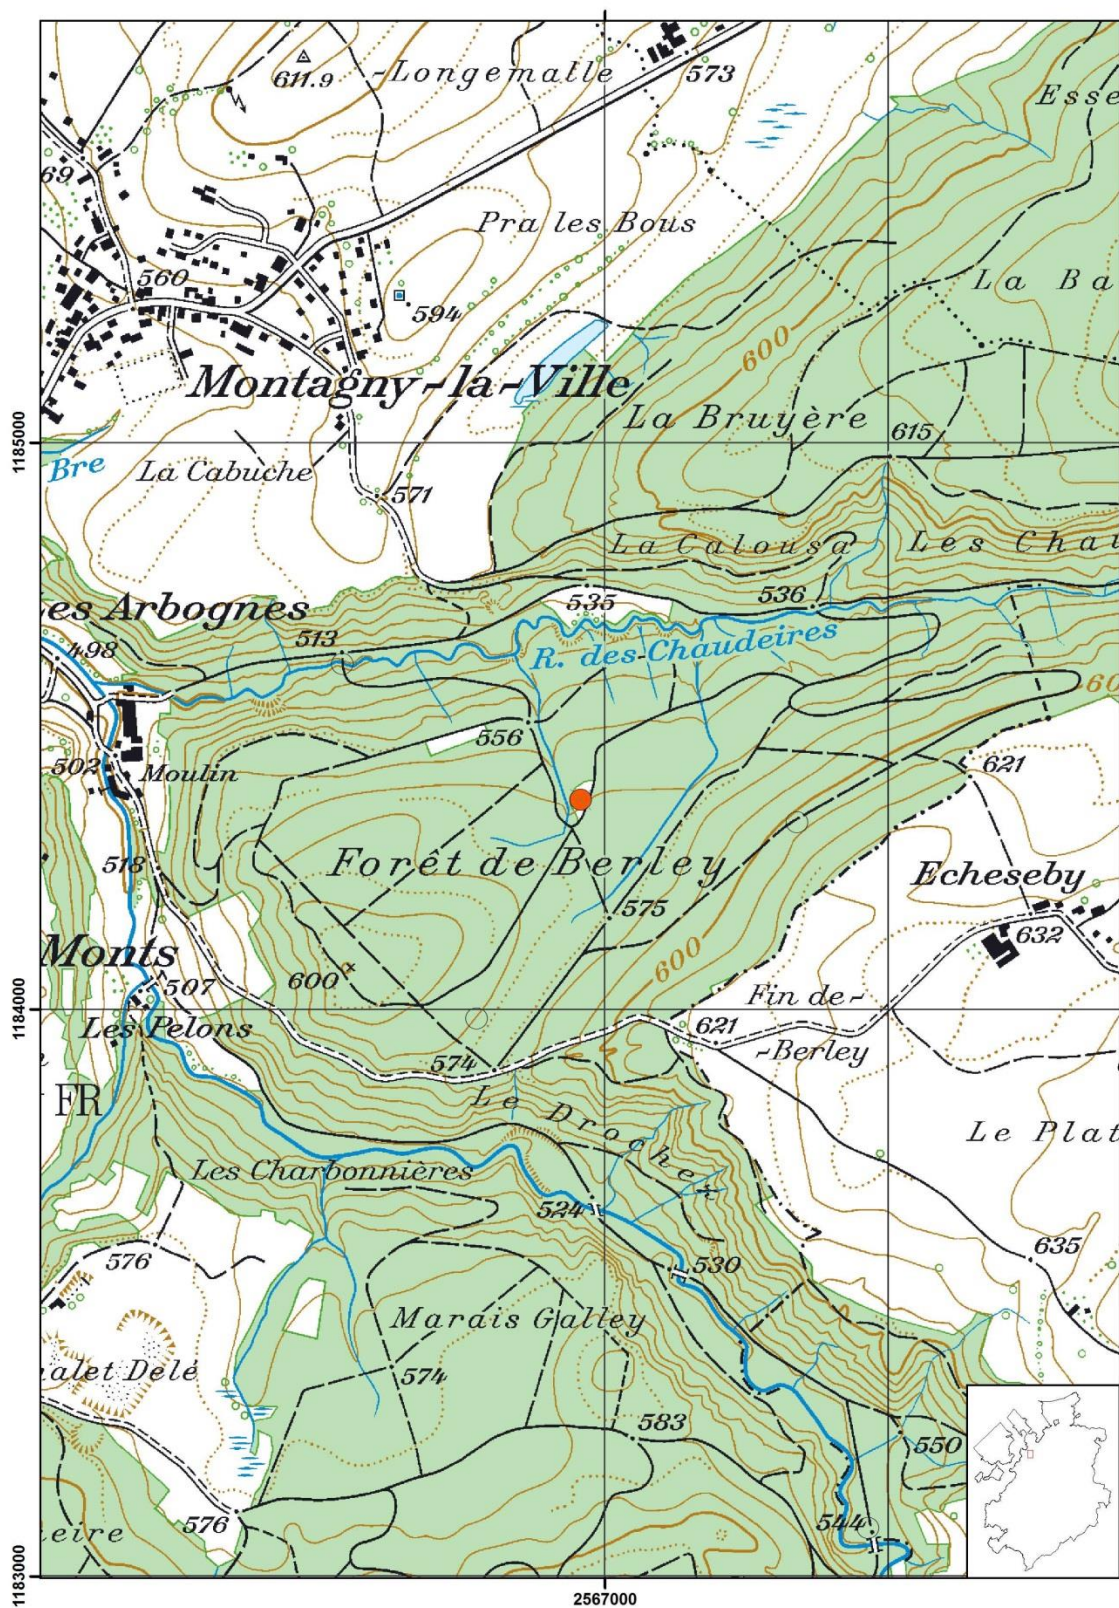 611.9
-Longemalle
573
Esse
69
Pra les Bous
560
La Ba
594
600
Montagny-la-Ville
La Bruyère
615
1185000
Bre
La Cabuche
571
La Calousa
Les Chau
Les Arbognes
535
536
513
R. des Chaudeires
498
60
556
502
Moulin
621
518
Forêt de Berley
Echeseby
575
632
Monts
600
600
507
Fin de-
1184000
Les Pelons
621
-Berley
574
FR
Le Drochet
Le Plat
Les Charbonnières
524
576
530
635
Marais Galley
halet Delé
574
583
550
576
544
eire
1183000
2567000